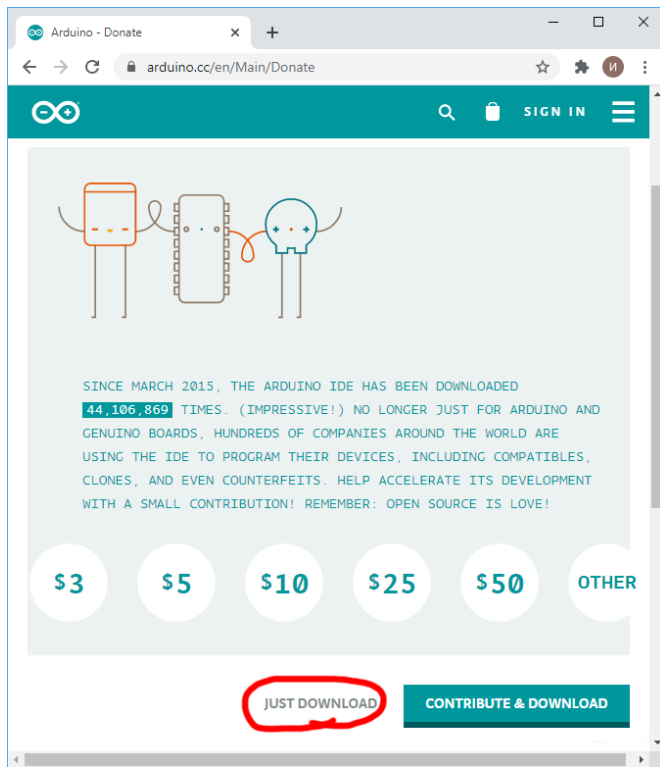 Arduino - Donate
arduino.cc/en/Main/Donate
И
SIGN IN
SINCE MARCH 2015, THE ARDUINO IDE HAS BEEN DOWNLOADED
44,106,869 TIMES. (IMPRESSIVE!) NO LONGER JUST FOR ARDUINO AND
GENUINO BOARDS, HUNDREDS OF COMPANIES AROUND THE WORLD ARE
USING THE IDE TO PROGRAM THEIR DEVICES, INCLUDING COMPATIBLES,
CLONES, AND EVEN COUNTERFEITS. HELP ACCELERATE ITS DEVELOPMENT
WITH A SMALL CONTRIBUTION! REMEMBER: OPEN SOURCE IS LOVE!
$3 $5 $10 $25 $50 OTHER
JUST DOWNLOAD CONTRIBUTE & DOWNLOAD